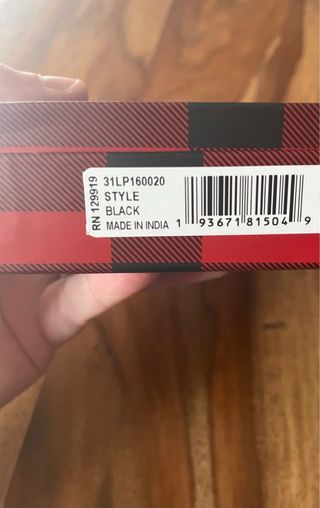 RN 129919
31LP160020
STYLE
BLACK
MADE IN INDIA
1 93671 81504 9